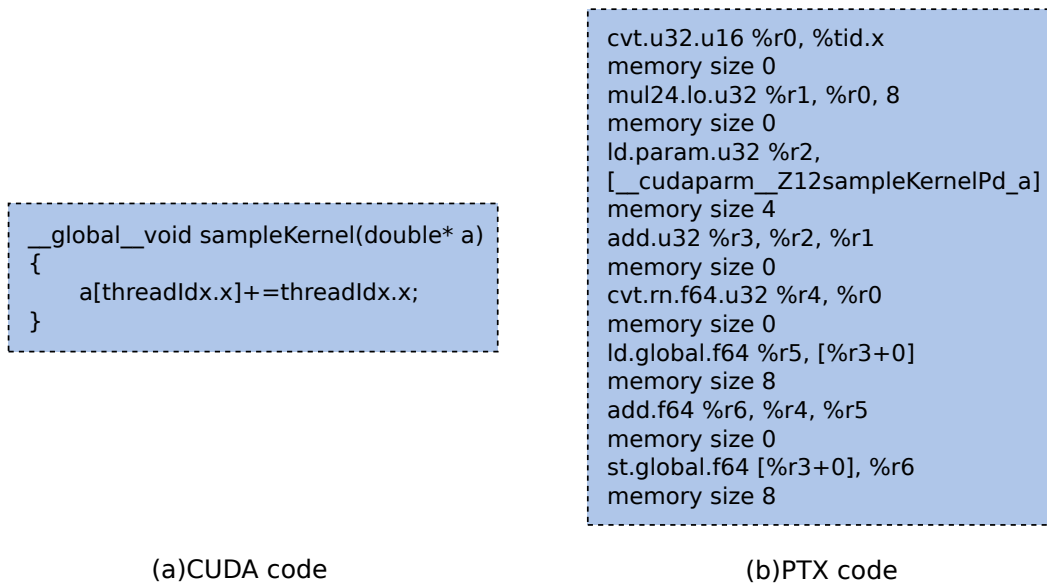 __global__void sampleKernel(double* a)
{
a[threadIdx.x]+=threadIdx.x;
}
(a)CUDA code
cvt.u32.u16 %r0, %tid.x
memory size 0
mul24.lo.u32 %r1, %r0, 8
memory size 0
ld.param.u32 %r2,
[__cudaparm__Z12sampleKernelPd_a]
memory size 4
add.u32 %r3, %r2, %r1
memory size 0
cvt.rn.f64.u32 %r4, %r0
memory size 0
ld.global.f64 %r5, [%r3+0]
memory size 8
add.f64 %r6, %r4, %r5
memory size 0
st.global.f64 [%r3+0], %r6
memory size 8
(b)PTX code